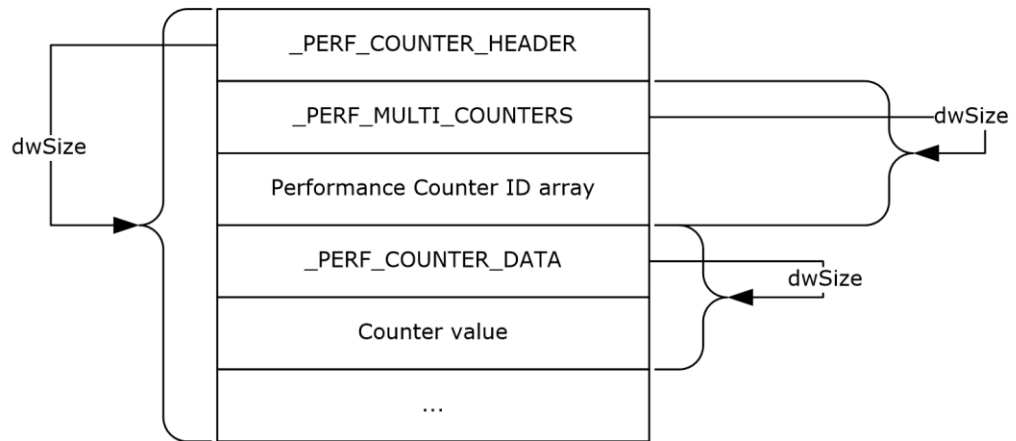 _PERF_COUNTER_HEADER
_PERF_MULTI_COUNTERS
dwSize
dwSize
Performance Counter ID array
_PERF_COUNTER_DATA
dwSize
Counter value
...